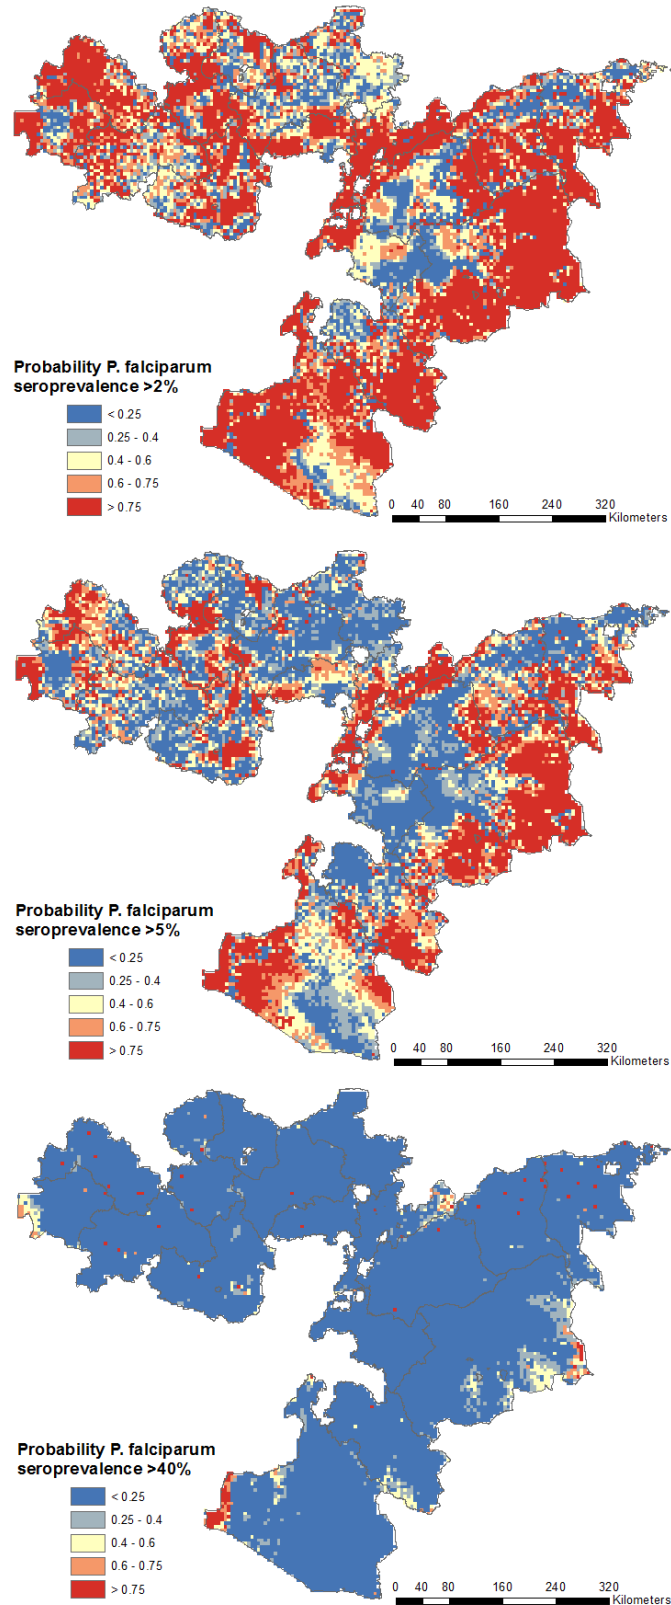 Probability P. falciparum
seroprevalence >2%
< 0.25
0.25 - 0.4
0.4 - 0.6
0.6 - 0.75
> 0.75
0 40 80 160 240 320
Kilometers
Probability P. falciparum
seroprevalence >5%
< 0.25
0.25 - 0.4
0.4 - 0.6
0.6 - 0.75
> 0.75
0 40 80 160 240 320
Kilometers
Probability P. falciparum
seroprevalence >40%
< 0.25
0.25 - 0.4
0.4 - 0.6
0.6 - 0.75
> 0.75
0 40 80 160 240 320
Kilometers